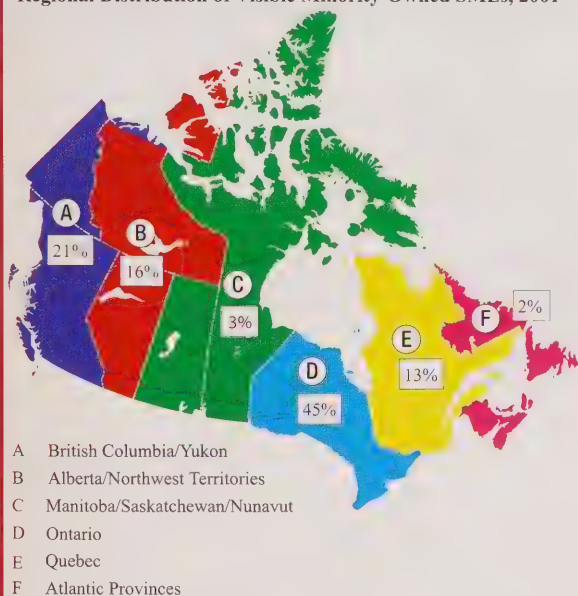 Regional Distribution of Visible Minority-Owned SMEs, 2001
A
21%
B
16%
C
3%
D
45%
E
13%
F
2%
A British Columbia/Yukon
B Alberta/Northwest Territories
C Manitoba/Saskatchewan/Nunavut
D Ontario
E Quebec
F Atlantic Provinces